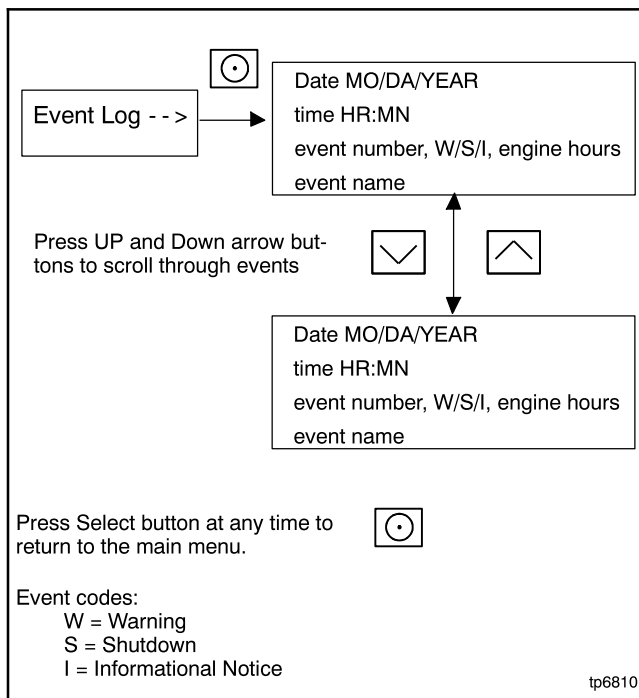 Event Log - - >
Date MO/DA/YEAR
time HR:MN
event number, W/S/I, engine hours
event name
Press UP and Down arrow but-
tons to scroll through events
Date MO/DA/YEAR
time HR:MN
event number, W/S/I, engine hours
event name
Press Select button at any time to
return to the main menu.
Event codes:
W = Warning
S = Shutdown
I = Informational Notice
tp6810